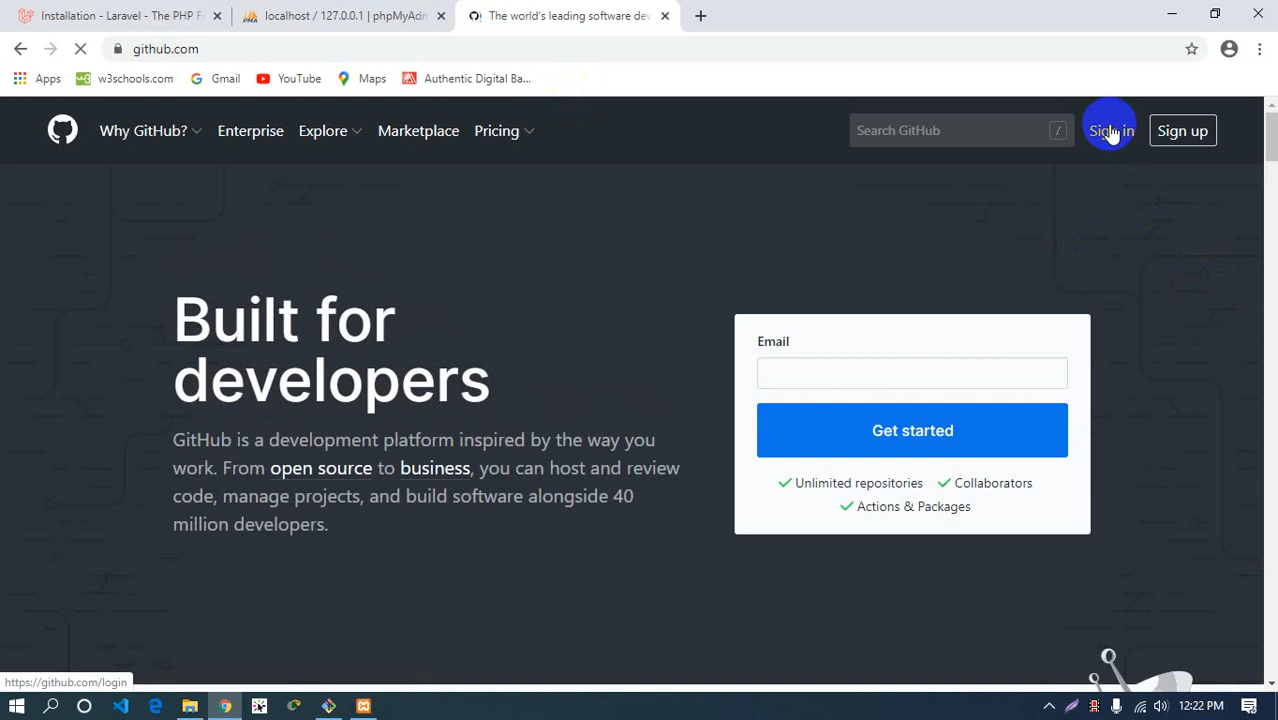 Installation - Laravel - The PHP F
localhost / 127.0.0.1 | phpMyAdm
The world's leading software dev
github.com
Apps
w3schools.com
Gmail
YouTube
Maps
Authentic Digital Ba...
Why GitHub?
Enterprise
Explore
Marketplace
Pricing
Search GitHub
/
Sign in
Sign up
Built for
developers
GitHub is a development platform inspired by the way you
work. From open source to business, you can host and review
code, manage projects, and build software alongside 40
million developers.
Email
Get started
Unlimited repositories
Collaborators
Actions & Packages
https://github.com/login
12:22 PM